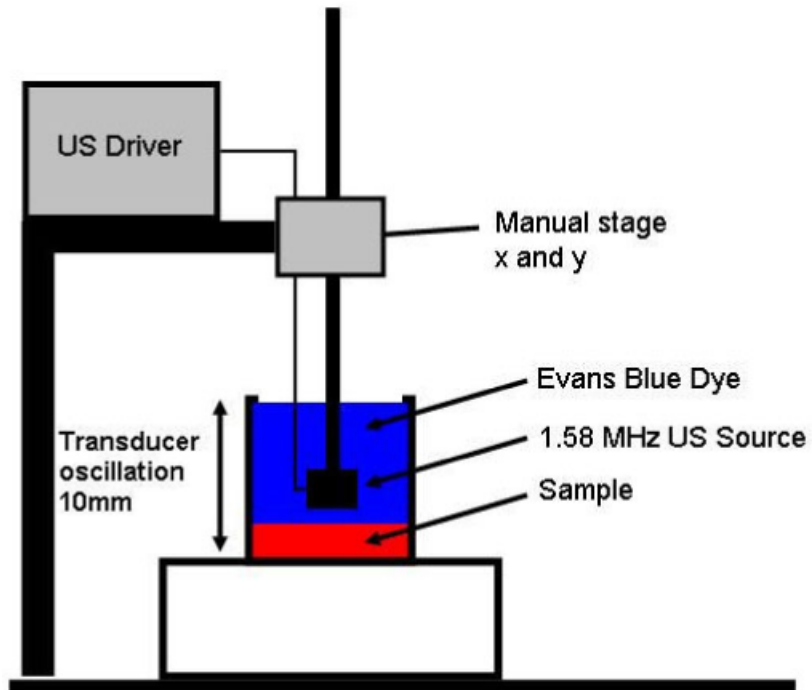 US Driver
Manual stage
x and y
Evans Blue Dye
Transducer
oscillation
10mm
1.58 MHz US Source
Sample